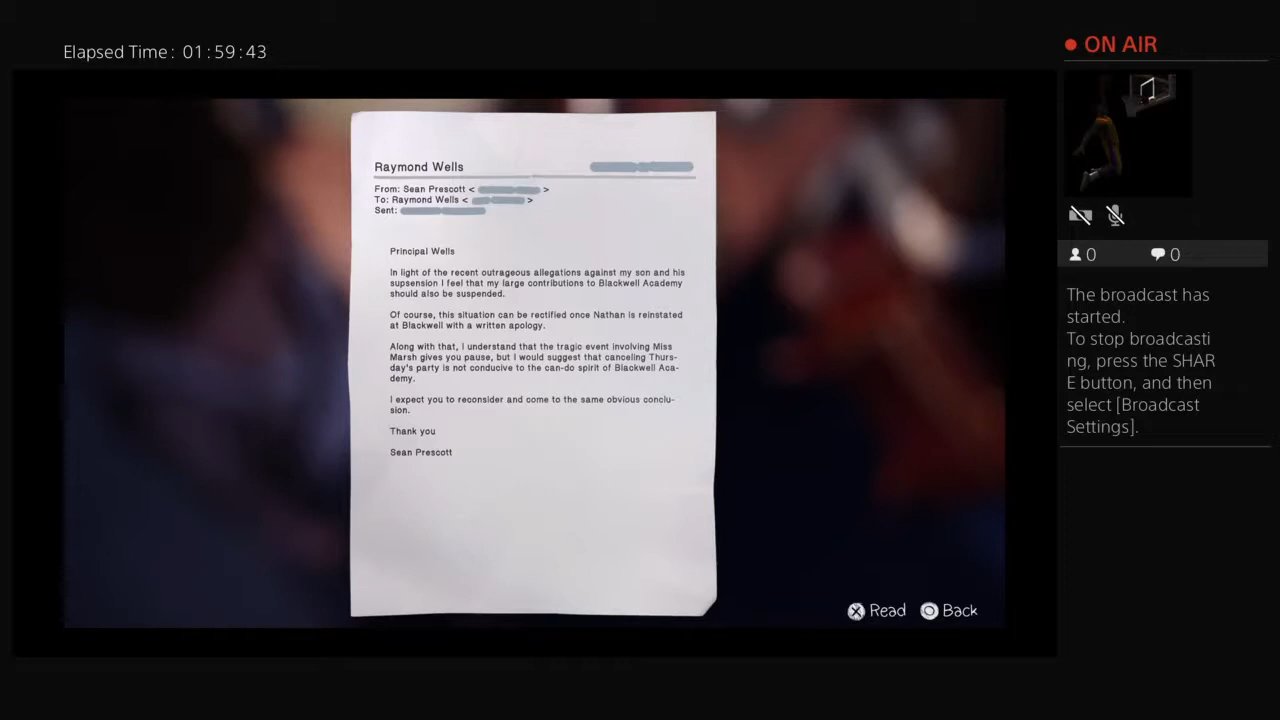 Elapsed Time: 01:59:43
ON AIR
Raymond Wells
From: Sean Prescott < >
To: Raymond Wells < >
Sent:
Principal Wells
In light of the recent outrageous allegations against my son and his
supsension I feel that my large contributions to Blackwell Academy
should also be suspended.
Of course, this situation can be rectified once Nathan is reinstated
at Blackwell with a written apology.
Along with that, I understand that the tragic event involving Miss
Marsh gives you pause, but I would suggest that canceling Thurs-
day's party is not conducive to the can-do spirit of Blackwell Aca-
demy.
I expect you to reconsider and come to the same obvious conclu-
sion.
Thank you
Sean Prescott
Read
Back
0
0
The broadcast has
started.
To stop broadcasti
ng, press the SHAR
E button, and then
select [Broadcast
Settings].